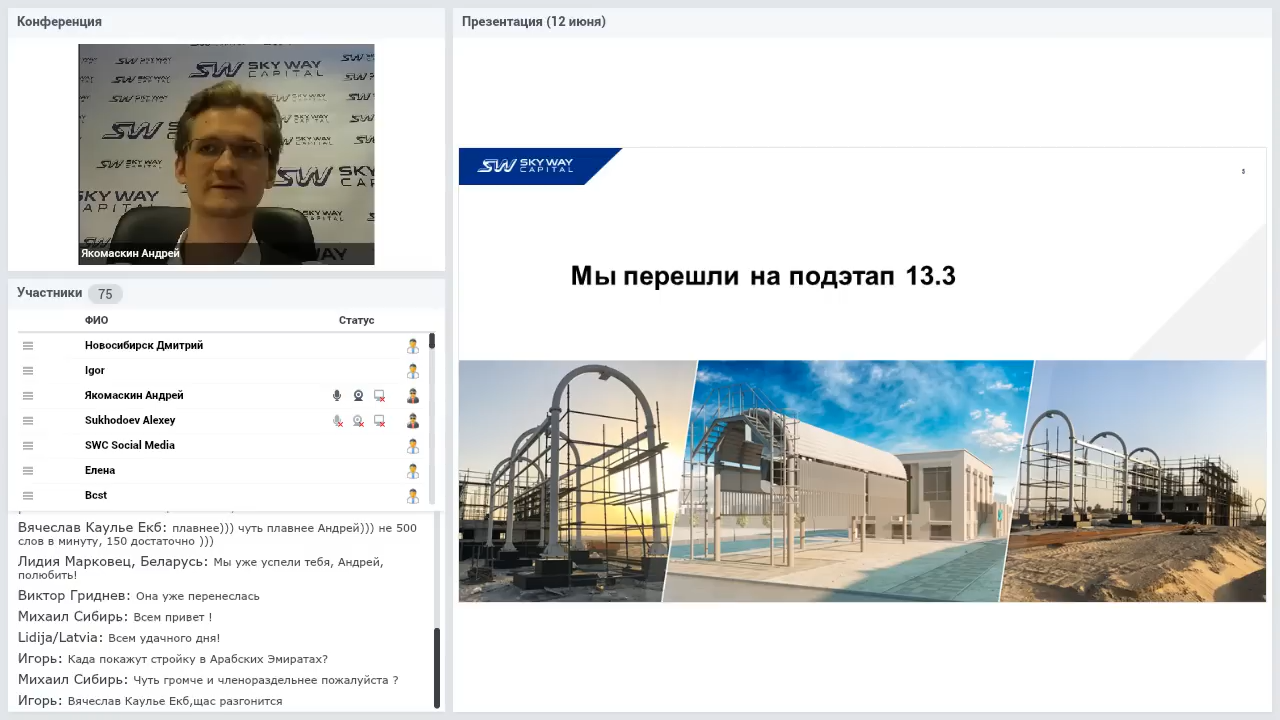 Конференция
SKY WAY
CAPITAL
Якомаскин Андрей
Участники 75
ФИО Статус
Новосибирск Дмитрий
Igor
Якомаскин Андрей
Sukhodoev Alexey
SWC Social Media
Елена
Bcst
Вячеслав Каулье Екб: плавнее))) чуть плавнее Андрей))) не 500
слов в минуту, 150 достаточно )))
Лидия Марковец, Беларусь: Мы уже успели тебя, Андрей,
полюбить!
Виктор Гриднев: Она уже перенеслась
Михаил Сибирь: Всем привет !
Lidija/Latvia: Всем удачного дня!
Игорь: Када покажут стройку в Арабских Эмиратах?
Михаил Сибирь: Чуть громче и членораздельнее пожалуйста ?
Игорь: Вячеслав Каулье Екб,щас разгонится
Презентация (12 июня)
SW SKY WAY
CAPITAL
Мы перешли на подэтап 13.3